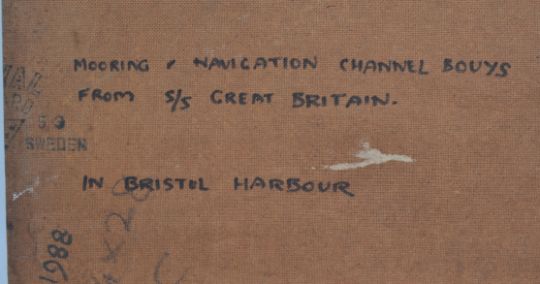 MOORING & NAVIGATION CHANNEL BOUYS
FROM S/S GREAT BRITAIN.
IN BRISTOL HARBOUR
SWEDEN
1988